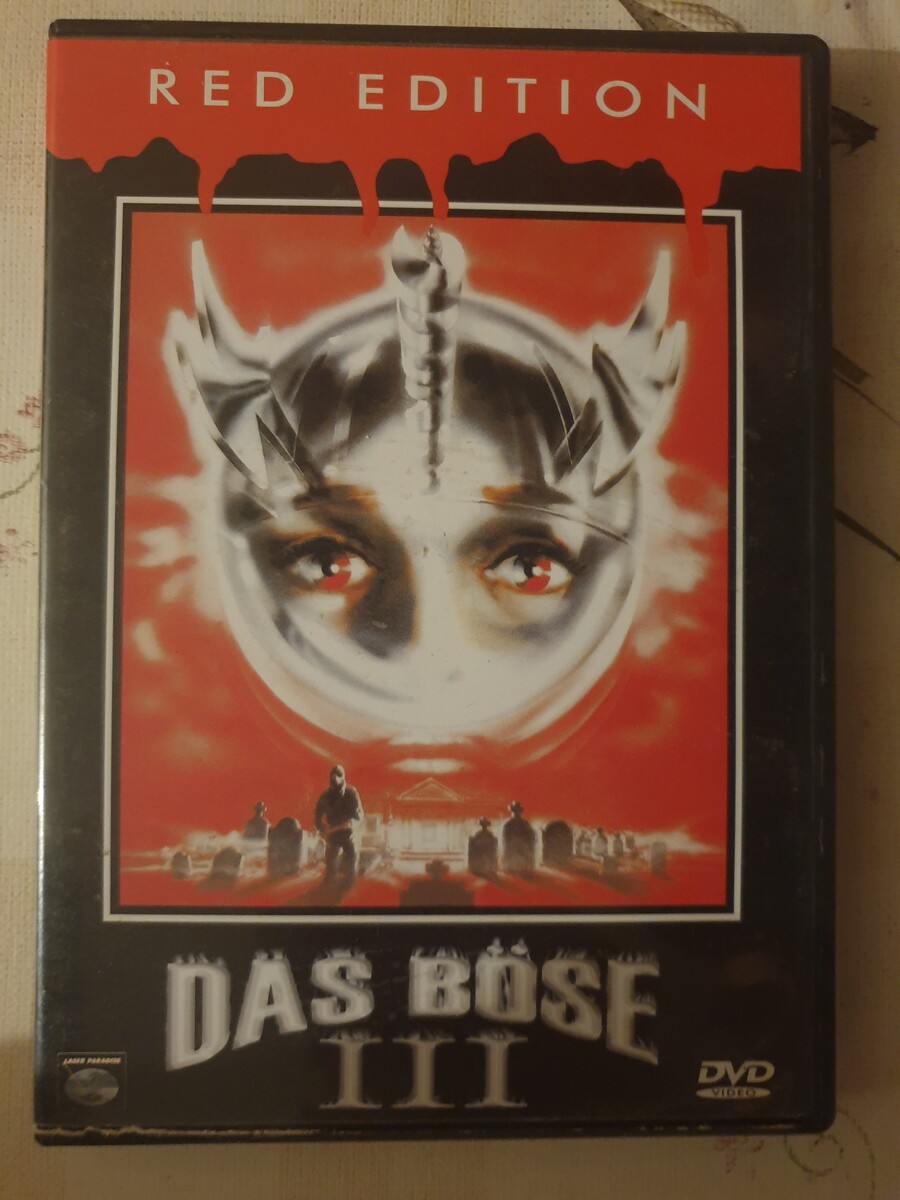 RED EDITION
DAS BÖSE
III
LASER PARADISE
DVD
VIDEO